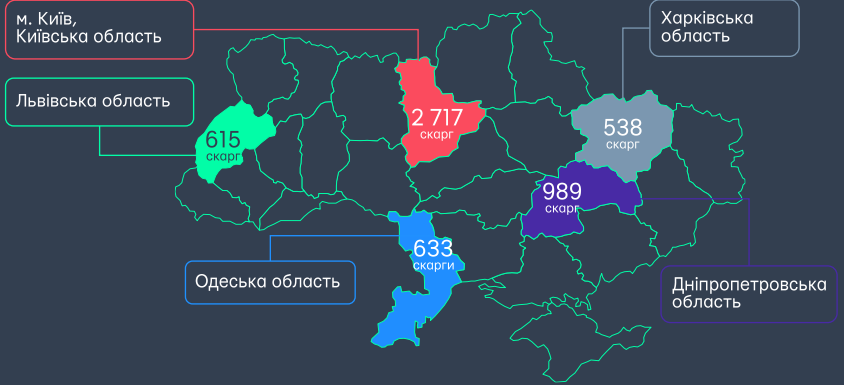 м. Київ,
Київська область
Харківська
область
Львівська область
2 717
скарг
538
скарг
615
скарг
989
скарг
633
скарги
Одеська область
Дніпропетровська
область